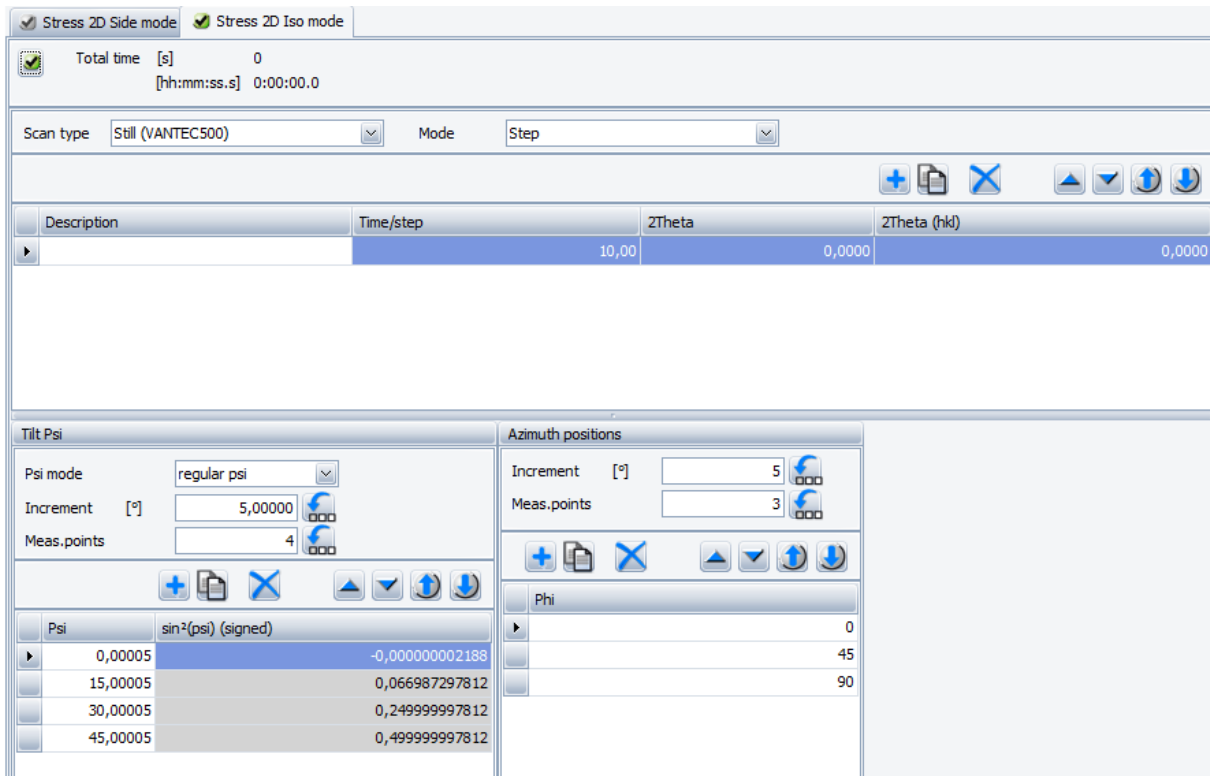 Stress 2D Side mode Stress 2D Iso mode
Total time [s] 0
[hh:mm:ss.s] 0:00:00.0
Scan type Still (VANTEC500) Mode Step
Description Time/step 2Theta 2Theta (hkl)
10,00 0,0000 0,0000
Tilt Psi
Psi mode regular psi
Increment [°] 5,00000
Meas.points 4
Psi sin²(psi) (signed)
0,00005 -0,000000002188
15,00005 0,066987297812
30,00005 0,249999997812
45,00005 0,499999997812
Azimuth positions
Increment [°] 5
Meas.points 3
Phi
0
45
90